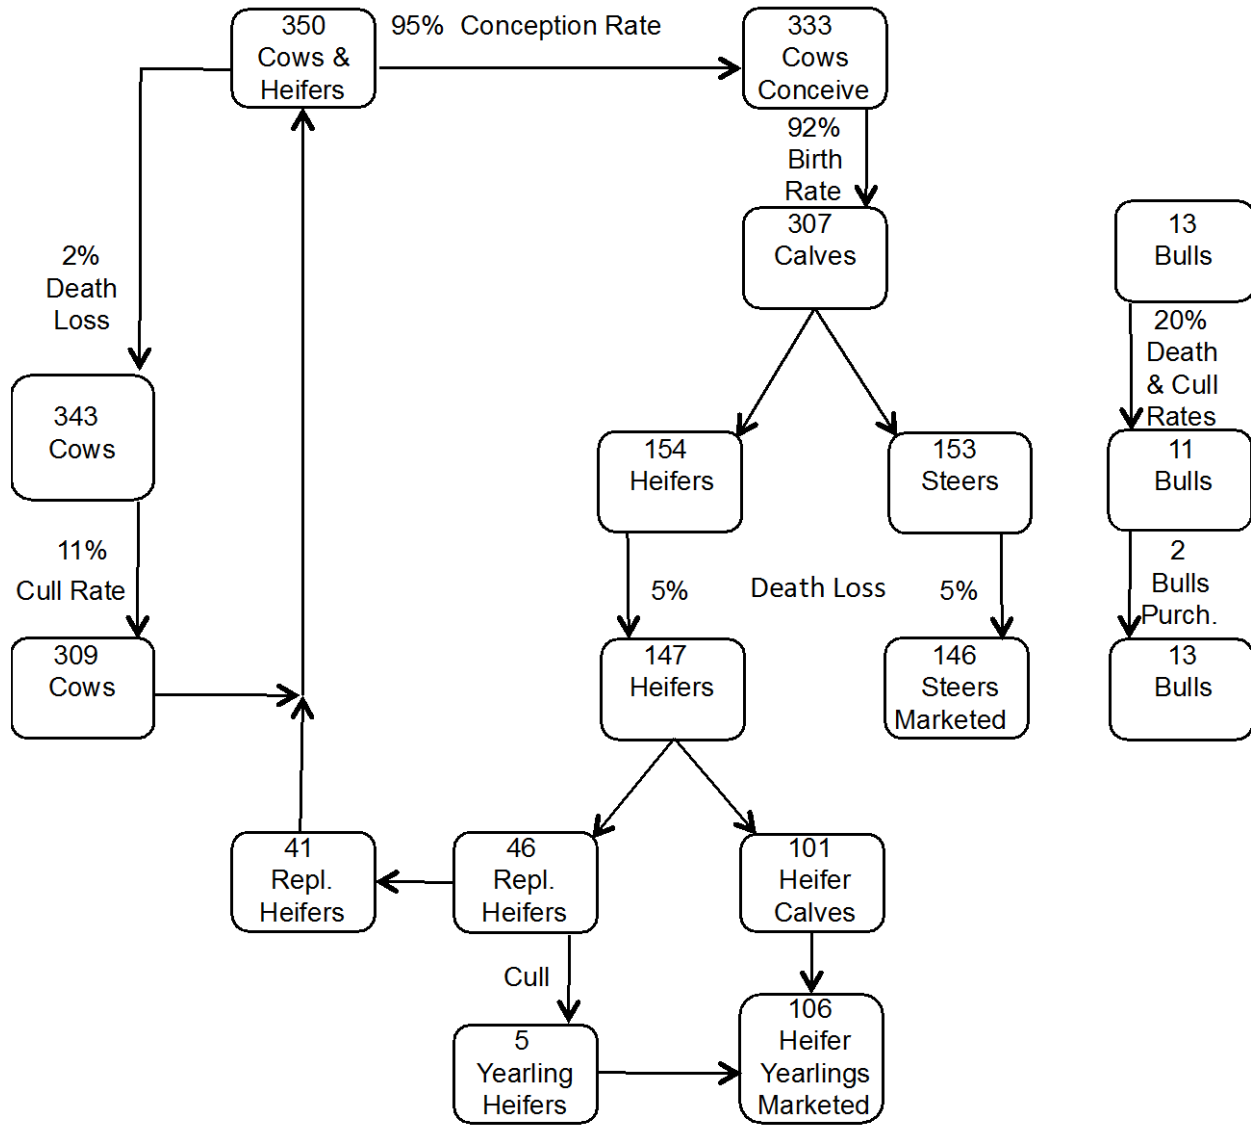 350
Cows &
Heifers
95%  Conception Rate
333
Cows
Conceive
92%
Birth
Rate
307
Calves
13
Bulls
2%
Death
Loss
20%
Death
& Cull
Rates
343
Cows
154
Heifers
153
Steers
11
Bulls
11%
Cull Rate
5%
Death Loss
5%
2
Bulls
Purch.
309
Cows
147
Heifers
146
Steers
Marketed
13
Bulls
41
Repl.
Heifers
46
Repl.
Heifers
101
Heifer
Calves
Cull
5
Yearling
Heifers
106
Heifer
Yearlings
Marketed